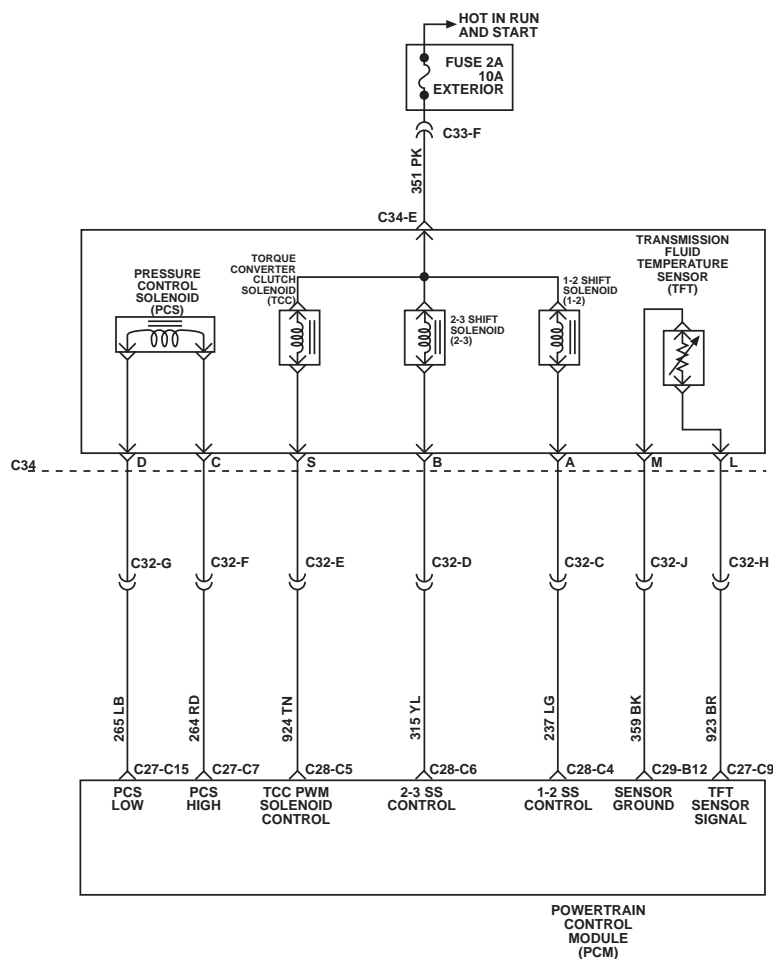 HOT IN RUN
AND START
FUSE 2A
10A
EXTERIOR
C33-F
351 PK
C34-E
PRESSURE
CONTROL
SOLENOID
(PCS)
TORQUE
CONVERTER
CLUTCH
SOLENOID
(TCC)
2-3 SHIFT
SOLENOID
(2-3)
1-2 SHIFT
SOLENOID
(1-2)
TRANSMISSION
FLUID
TEMPERATURE
SENSOR
(TFT)
C34
D
C
S
B
A
M
L
C32-G
C32-F
C32-E
C32-D
C32-C
C32-J
C32-H
265 LB
264 RD
924 TN
315 YL
237 LG
359 BK
923 BR
C27-C15
C27-C7
C28-C5
C28-C6
C28-C4
C29-B12
C27-C9
PCS
LOW
PCS
HIGH
TCC PWM
SOLENOID
CONTROL
2-3 SS
CONTROL
1-2 SS
CONTROL
SENSOR
GROUND
TFT
SENSOR
SIGNAL
POWERTRAIN
CONTROL
MODULE
(PCM)